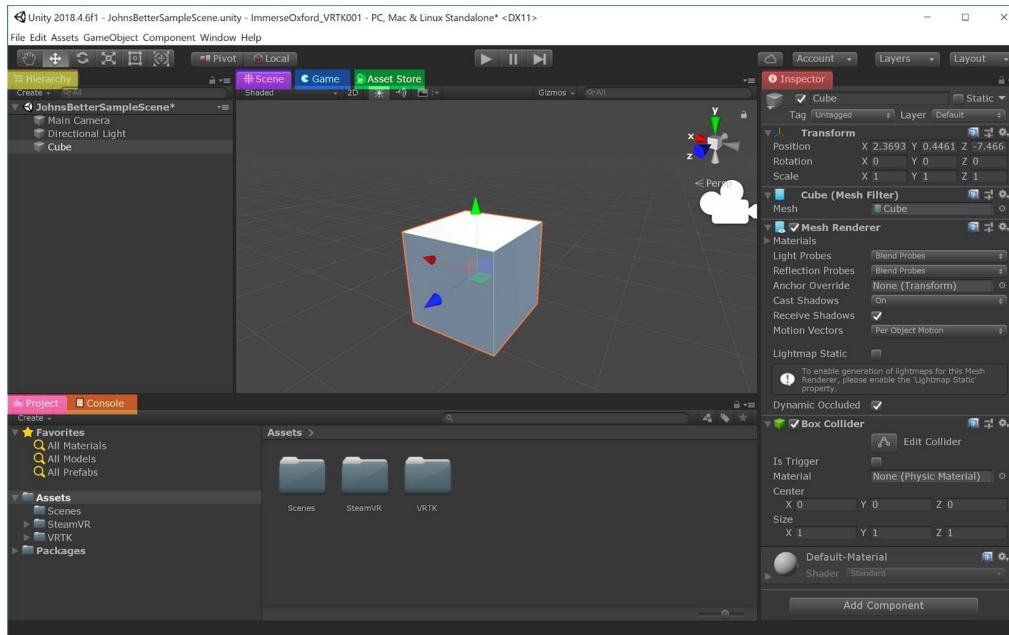 Unity 2018.4.6f1 - JohnsBetterSampleScene.unity - ImmerseOxford_VRTK001 - PC, Mac & Linux Standalone* <DX11>
File Edit Assets GameObject Component Window Help
Pivot Local Account Layers Layout
Hierarchy
Create All
JohnsBetterSampleScene*
Main Camera
Directional Light
Cube
Scene Game Asset Store
Shaded 2D Gizmos All
y
x
z
Persp
Inspector
Cube Static
Tag Untagged Layer Default
Transform
Position X 2.3693 Y 0.4461 Z -7.466
Rotation X 0 Y 0 Z 0
Scale X 1 Y 1 Z 1
Cube (Mesh Filter)
Mesh Cube
Mesh Renderer
Materials
Light Probes Blend Probes
Reflection Probes Blend Probes
Anchor Override None (Transform)
Cast Shadows On
Receive Shadows
Motion Vectors Per Object Motion
Lightmap Static
To enable generation of lightmaps for this Mesh
Renderer, please enable the 'Lightmap Static'
property.
Dynamic Occluded
Box Collider
Edit Collider
Is Trigger
Material None (Physic Material)
Center
X 0 Y 0 Z 0
Size
X 1 Y 1 Z 1
Default-Material
Shader Standard
Add Component
Project Console
Create
Favorites
All Materials
All Models
All Prefabs
Assets
Scenes
SteamVR
VRTK
Packages
Assets >
Scenes SteamVR VRTK